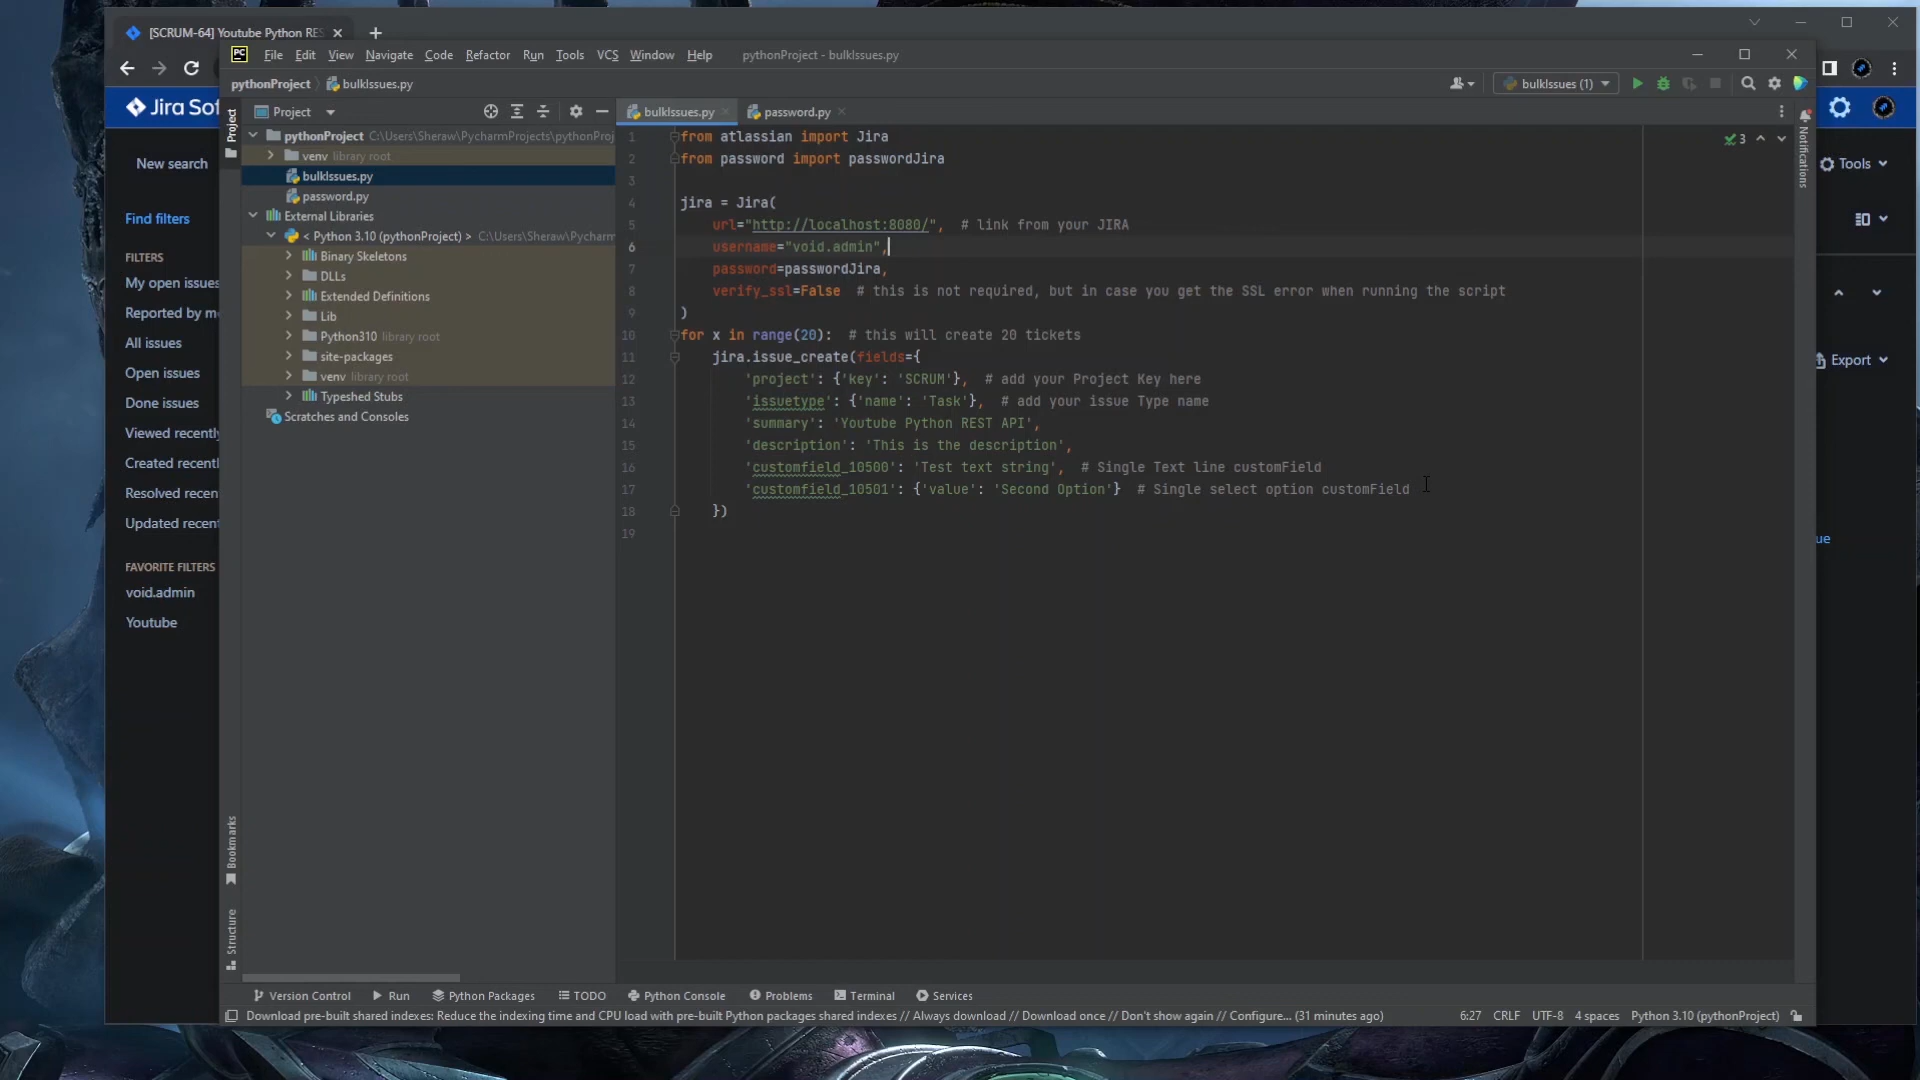 [SCRUM-64] Youtube Python RES
File Edit View Navigate Code Refactor Run Tools VCS Window Help pythonProject - bulkIssues.py
pythonProject bulkIssues.py bulkIssues (1)
Jira Sof
Project
bulkIssues.py password.py
Project
pythonProject C:\Users\Sheraw\PycharmProjects\pythonProj
venv library root
bulkIssues.py
password.py
External Libraries
< Python 3.10 (pythonProject) > C:\Users\Sheraw\Pycharm
Binary Skeletons
DLLs
Extended Definitions
Lib
Python310 library root
site-packages
venv library root
Typeshed Stubs
Scratches and Consoles
1 from atlassian import Jira
2 from password import passwordJira
3
4 jira = Jira(
5 url="http://localhost:8080/", # link from your JIRA
6 username="void.admin",
7 password=passwordJira,
8 verify_ssl=False # this is not required, but in case you get the SSL error when running the script
9 )
10 for x in range(20): # this will create 20 tickets
11 jira.issue_create(fields={
12 'project': {'key': 'SCRUM'}, # add your Project Key here
13 'issuetype': {'name': 'Task'}, # add your issue Type name
14 'summary': 'Youtube Python REST API',
15 'description': 'This is the description',
16 'customfield_10500': 'Test text string', # Single Text line customField
17 'customfield_10501': {'value': 'Second Option'} # Single select option customField
18 })
19
3
Notifications
New search
Find filters
FILTERS
My open issues
Reported by m
All issues
Open issues
Done issues
Viewed recently
Created recent
Resolved recen
Updated recent
FAVORITE FILTERS
void.admin
Youtube
Tools
Export
ue
Bookmarks
Structure
Version Control Run Python Packages TODO Python Console Problems Terminal Services
Download pre-built shared indexes: Reduce the indexing time and CPU load with pre-built Python packages shared indexes // Always download // Download once // Don't show again // Configure... (31 minutes ago) 6:27 CRLF UTF-8 4 spaces Python 3.10 (pythonProject)